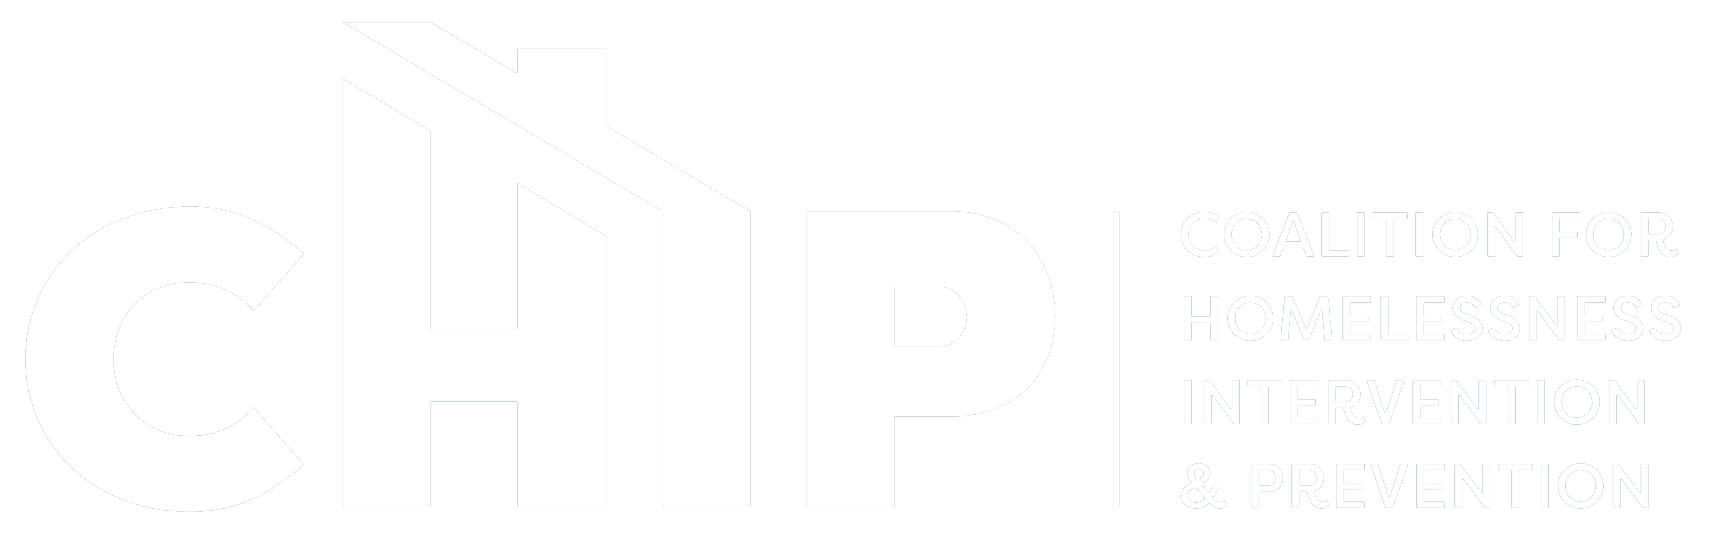 CHIP
COALITION FOR
HOMELESSNESS
INTERVENTION
& PREVENTION